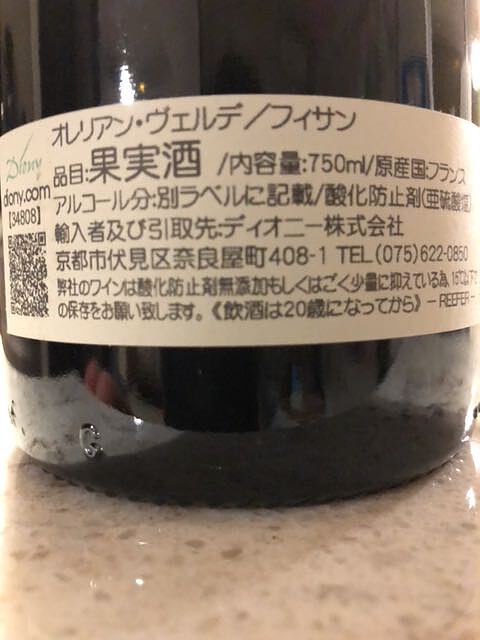 オレリアン・ヴェルデ/フィサン
Diony
diony.com
[34808]
品目:果実酒 /内容量:750ml/原産国:フランス
アルコール分:別ラベルに記載/酸化防止剤(亜硫酸塩)
輸入者及び引取先:ディオニー株式会社
京都市伏見区奈良屋町408-1 TEL(075)622-0850
弊社のワインは酸化防止剤無添加もしくはごく少量に抑えている為、15℃以下で
の保存をお願い致します。《飲酒は20歳になってから》 -REEFER-
G